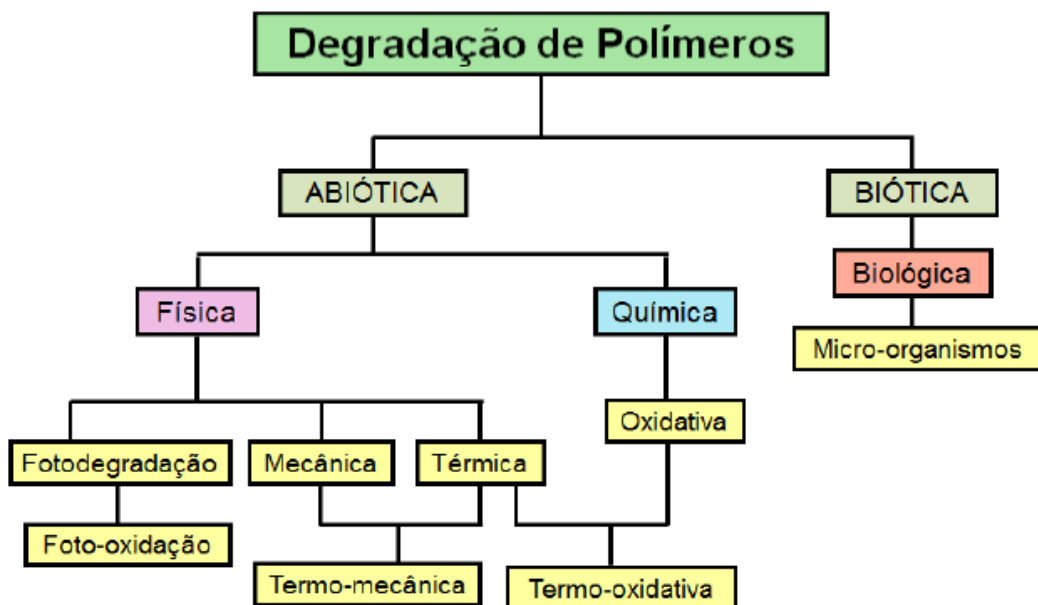 Degradação de Polímeros
ABIÓTICA
BIÓTICA
Biológica
Física
Química
Micro-organismos
Oxidativa
Fotodegradação
Mecânica
Térmica
Foto-oxidação
Termo-mecânica
Termo-oxidativa